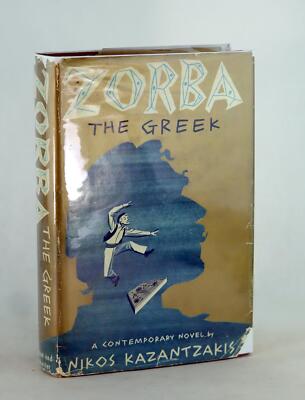 ZORBA
THE GREEK
A CONTEMPORARY NOVEL by
NIKOS KAZANTZAKIS
ZORBA
THE GREEK